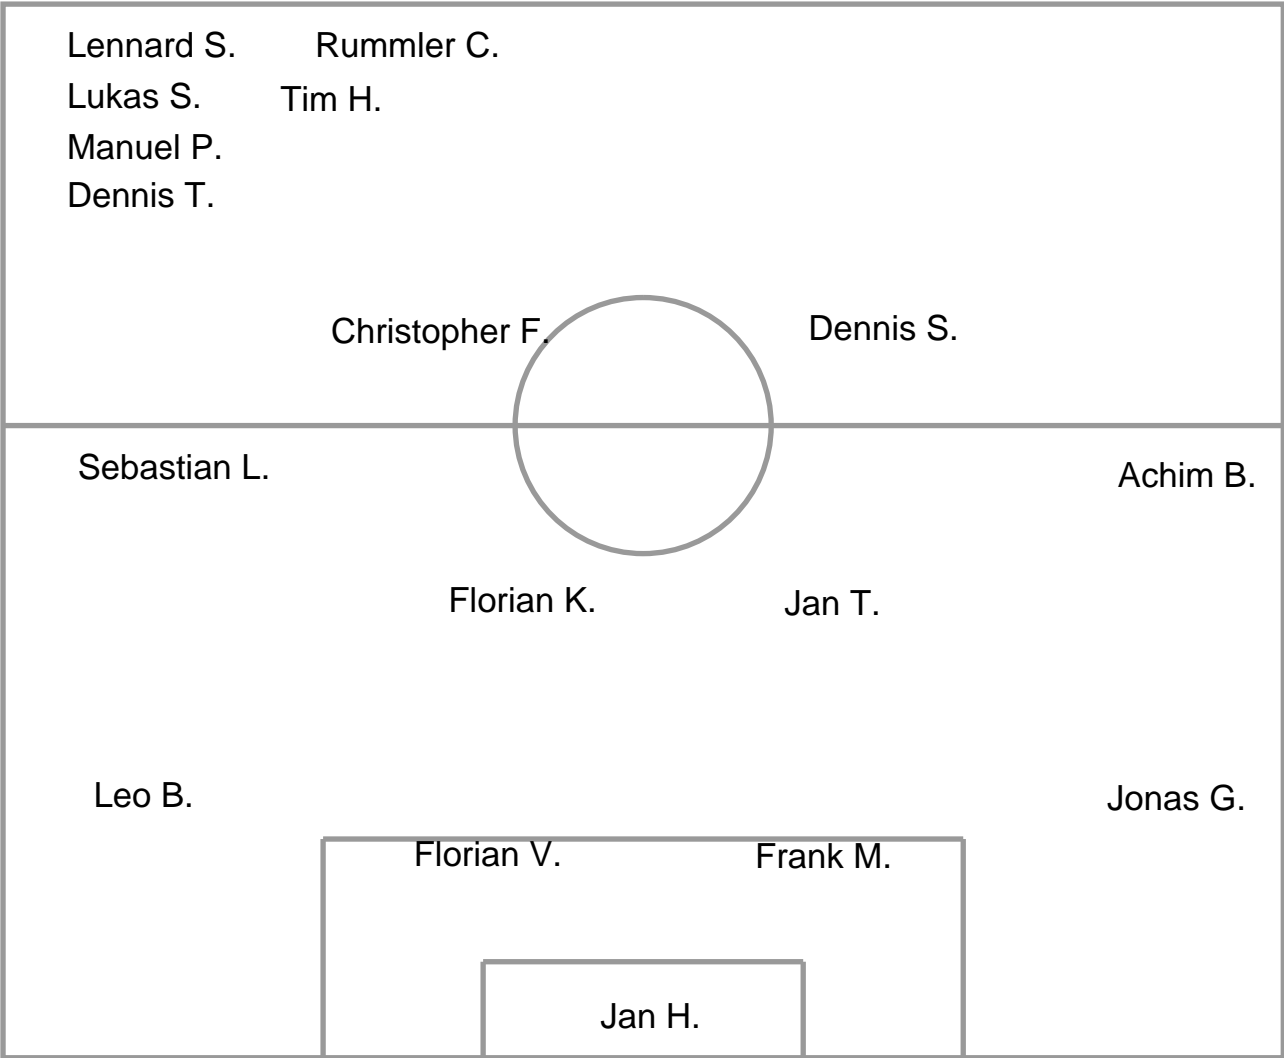 Lennard S. Rummler C.
Lukas S. Tim H.
Manuel P.
Dennis T.
Christopher F. Dennis S.
Sebastian L. Achim B.
Florian K. Jan T.
Leo B. Jonas G.
Florian V. Frank M.
Jan H.